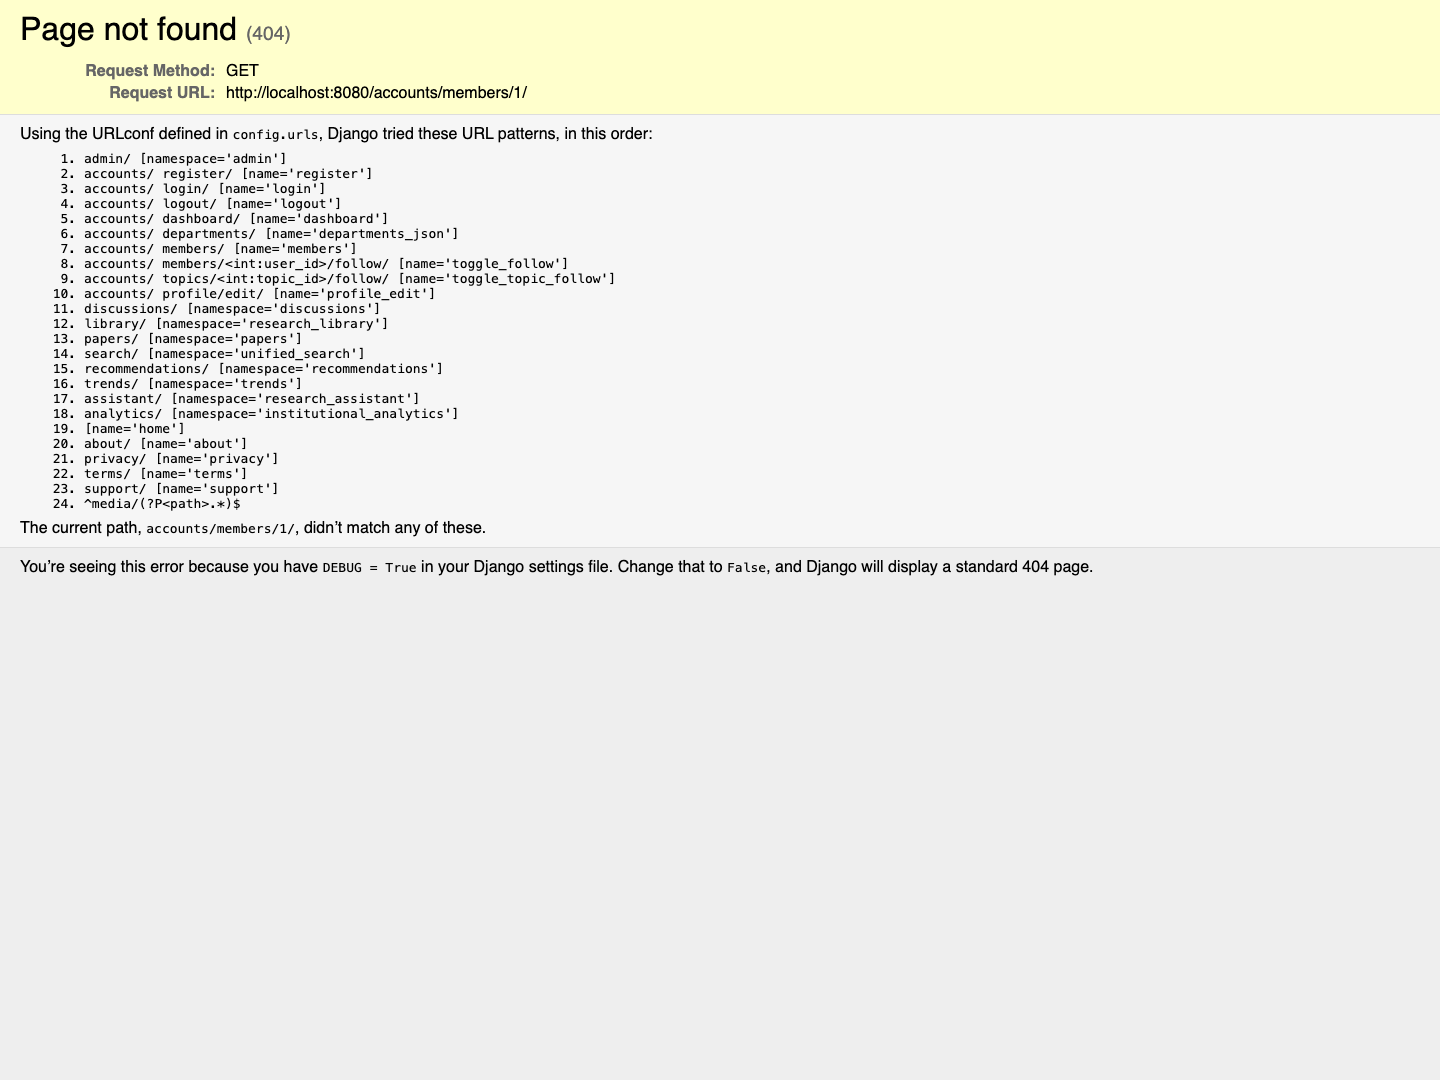 Page not found (404)
Request Method: GET
Request URL: http://localhost:8080/accounts/members/1/
Using the URLconf defined in config.urls, Django tried these URL patterns, in this order:
1. admin/ [namespace='admin']
2. accounts/ register/ [name='register']
3. accounts/ login/ [name='login']
4. accounts/ logout/ [name='logout']
5. accounts/ dashboard/ [name='dashboard']
6. accounts/ departments/ [name='departments_json']
7. accounts/ members/ [name='members']
8. accounts/ members/<int:user_id>/follow/ [name='toggle_follow']
9. accounts/ topics/<int:topic_id>/follow/ [name='toggle_topic_follow']
10. accounts/ profile/edit/ [name='profile_edit']
11. discussions/ [namespace='discussions']
12. library/ [namespace='research_library']
13. papers/ [namespace='papers']
14. search/ [namespace='unified_search']
15. recommendations/ [namespace='recommendations']
16. trends/ [namespace='trends']
17. assistant/ [namespace='research_assistant']
18. analytics/ [namespace='institutional_analytics']
19. [name='home']
20. about/ [name='about']
21. privacy/ [name='privacy']
22. terms/ [name='terms']
23. support/ [name='support']
24. ^media/(?P<path>.*)$
The current path, accounts/members/1/, didn’t match any of these.
You’re seeing this error because you have DEBUG = True in your Django settings file. Change that to False, and Django will display a standard 404 page.